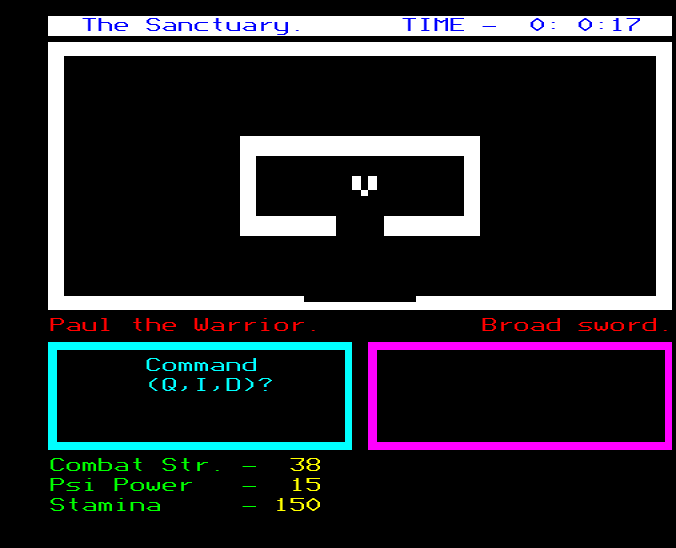 The Sanctuary. TIME - 0: 0:17
Paul the Warrior. Broad sword.
Command
(Q,I,D)?
Combat Str. - 38
Psi Power - 15
Stamina - 150